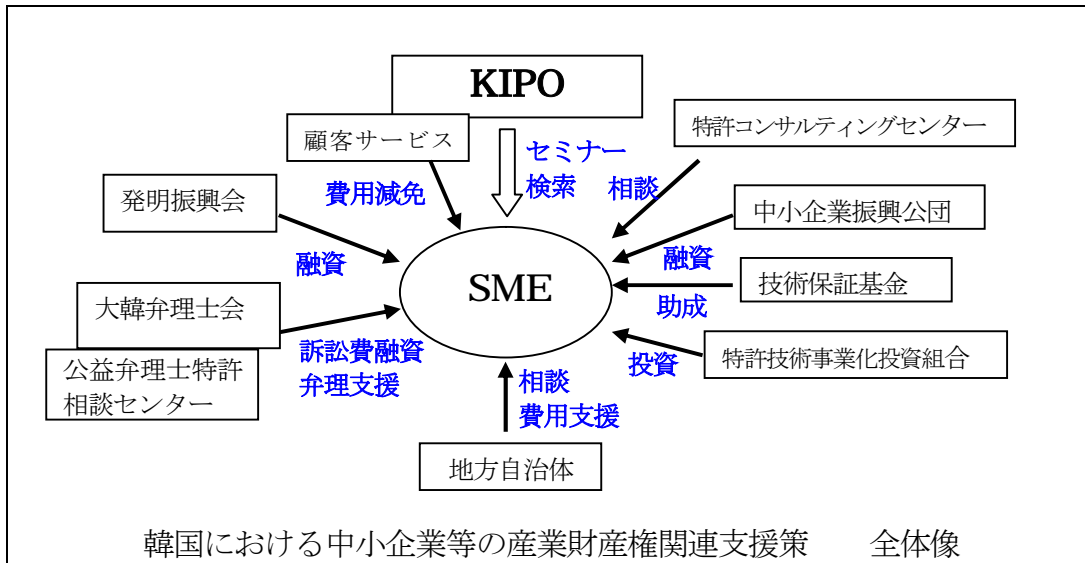 KIPO
顧客サービス
特許コンサルティングセンター
セミナー
検索
相談
費用減免
発明振興会
中小企業振興公団
融資
融資
SME
技術保証基金
助成
大韓弁理士会
訴訟費融資
弁理支援
投資
特許技術事業化投資組合
公益弁理士特許
相談センター
相談
費用支援
地方自治体
韓国における中小企業等の産業財産権関連支援策　　全体像